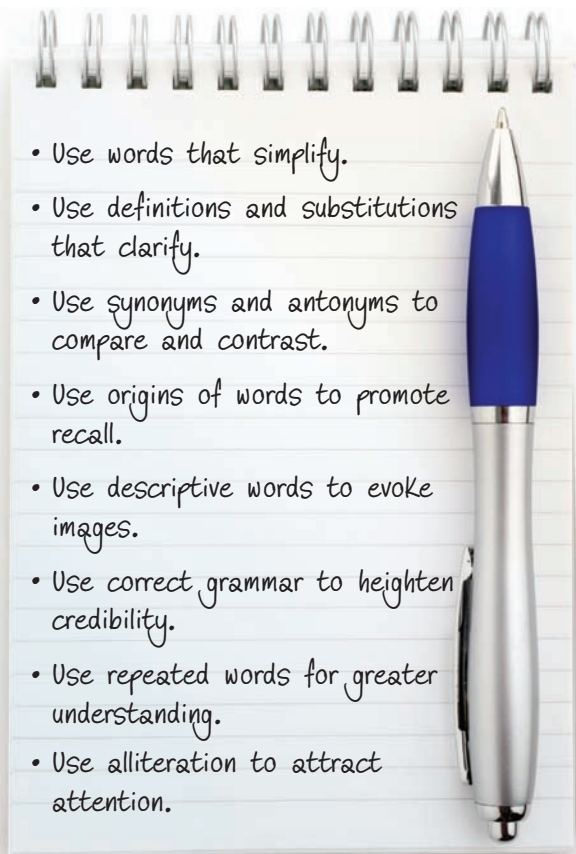 • Use words that simplify.
• Use definitions and substitutions
that clarify.
• Use synonyms and antonyms to
compare and contrast.
• Use origins of words to promote
recall.
• Use descriptive words to evoke
images.
• Use correct grammar to heighten
credibility.
• Use repeated words for greater
understanding.
• Use alliteration to attract
attention.